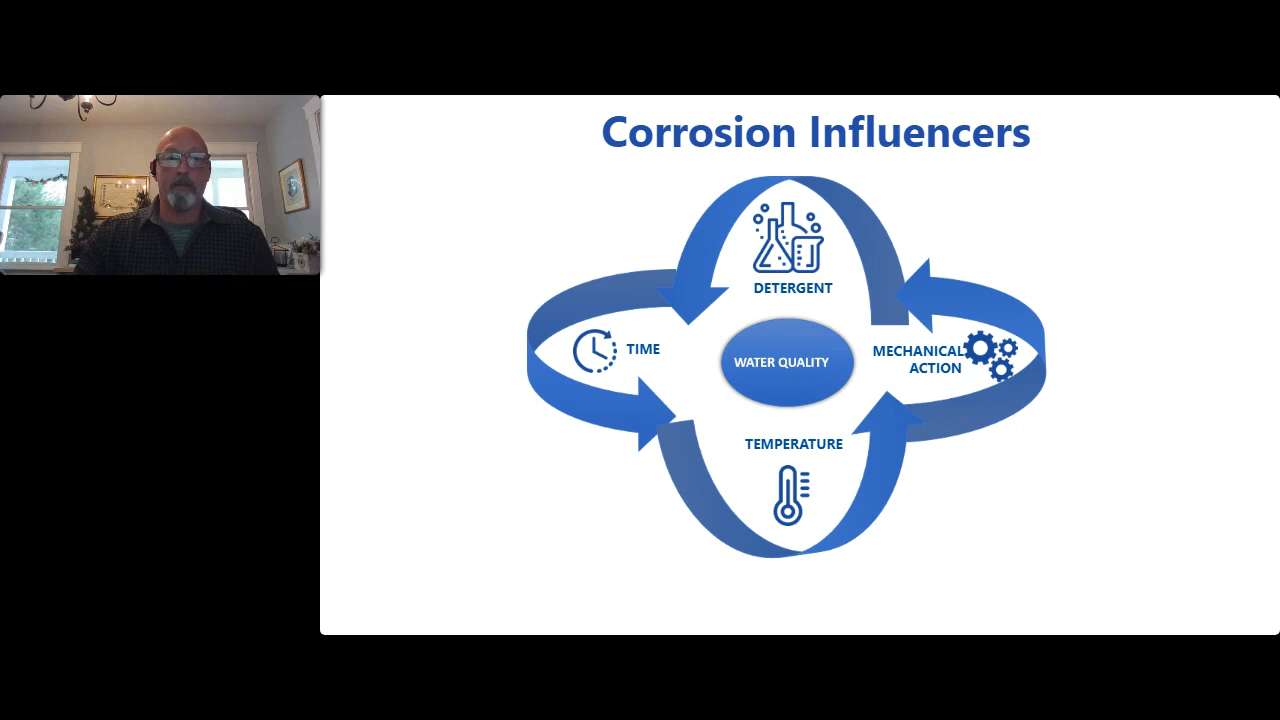 Corrosion Influencers
DETERGENT
TIME
WATER QUALITY
MECHANICAL
ACTION
TEMPERATURE